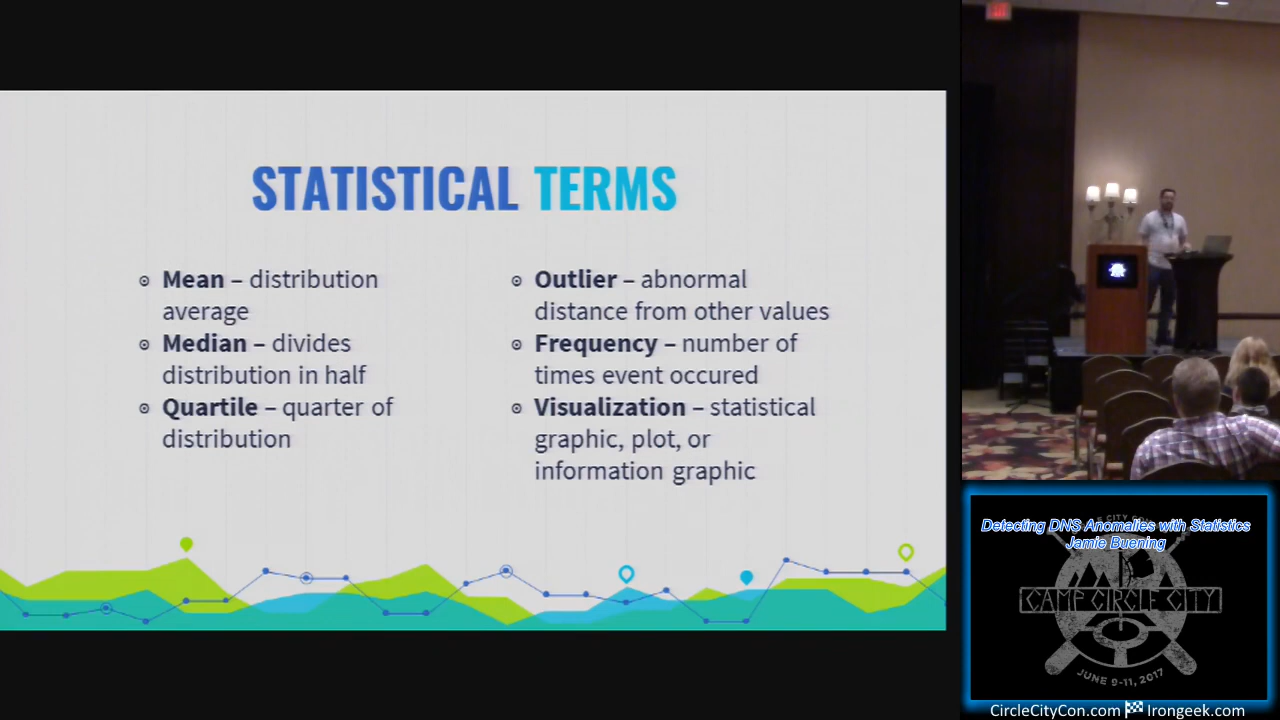 STATISTICAL TERMS
Mean – distribution
average
Median – divides
distribution in half
Quartile – quarter of
distribution
Outlier – abnormal
distance from other values
Frequency – number of
times event occured
Visualization – statistical
graphic, plot, or
information graphic
Detecting DNS Anomalies with Statistics
Jamie Buening
CAMP CIRCLE CITY
JUNE 9-11, 2017
CircleCityCon.com Irongeek.com